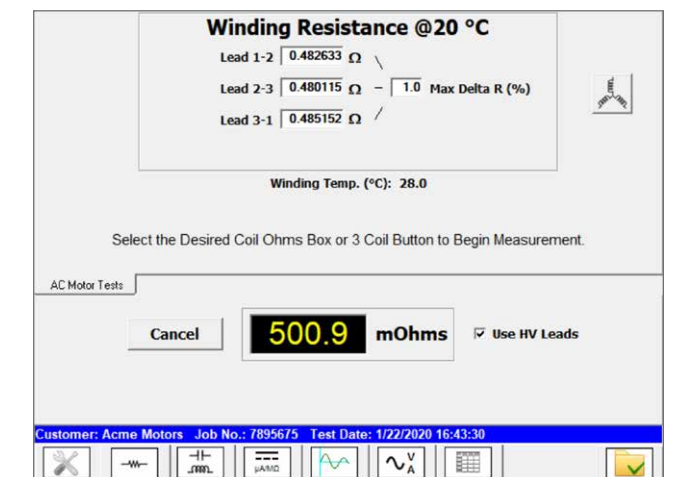 Winding Resistance @20 °C
Lead 1-2 0.482633 Ω
Lead 2-3 0.480115 Ω – 1.0 Max Delta R (%)
Lead 3-1 0.485152 Ω
Winding Temp. (°C): 28.0
Select the Desired Coil Ohms Box or 3 Coil Button to Begin Measurement.
AC Motor Tests
Cancel 500.9 mOhms Use HV Leads
Customer: Acme Motors Job No.: 7895675 Test Date: 1/22/2020 16:43:30
µA/MΩ V
A